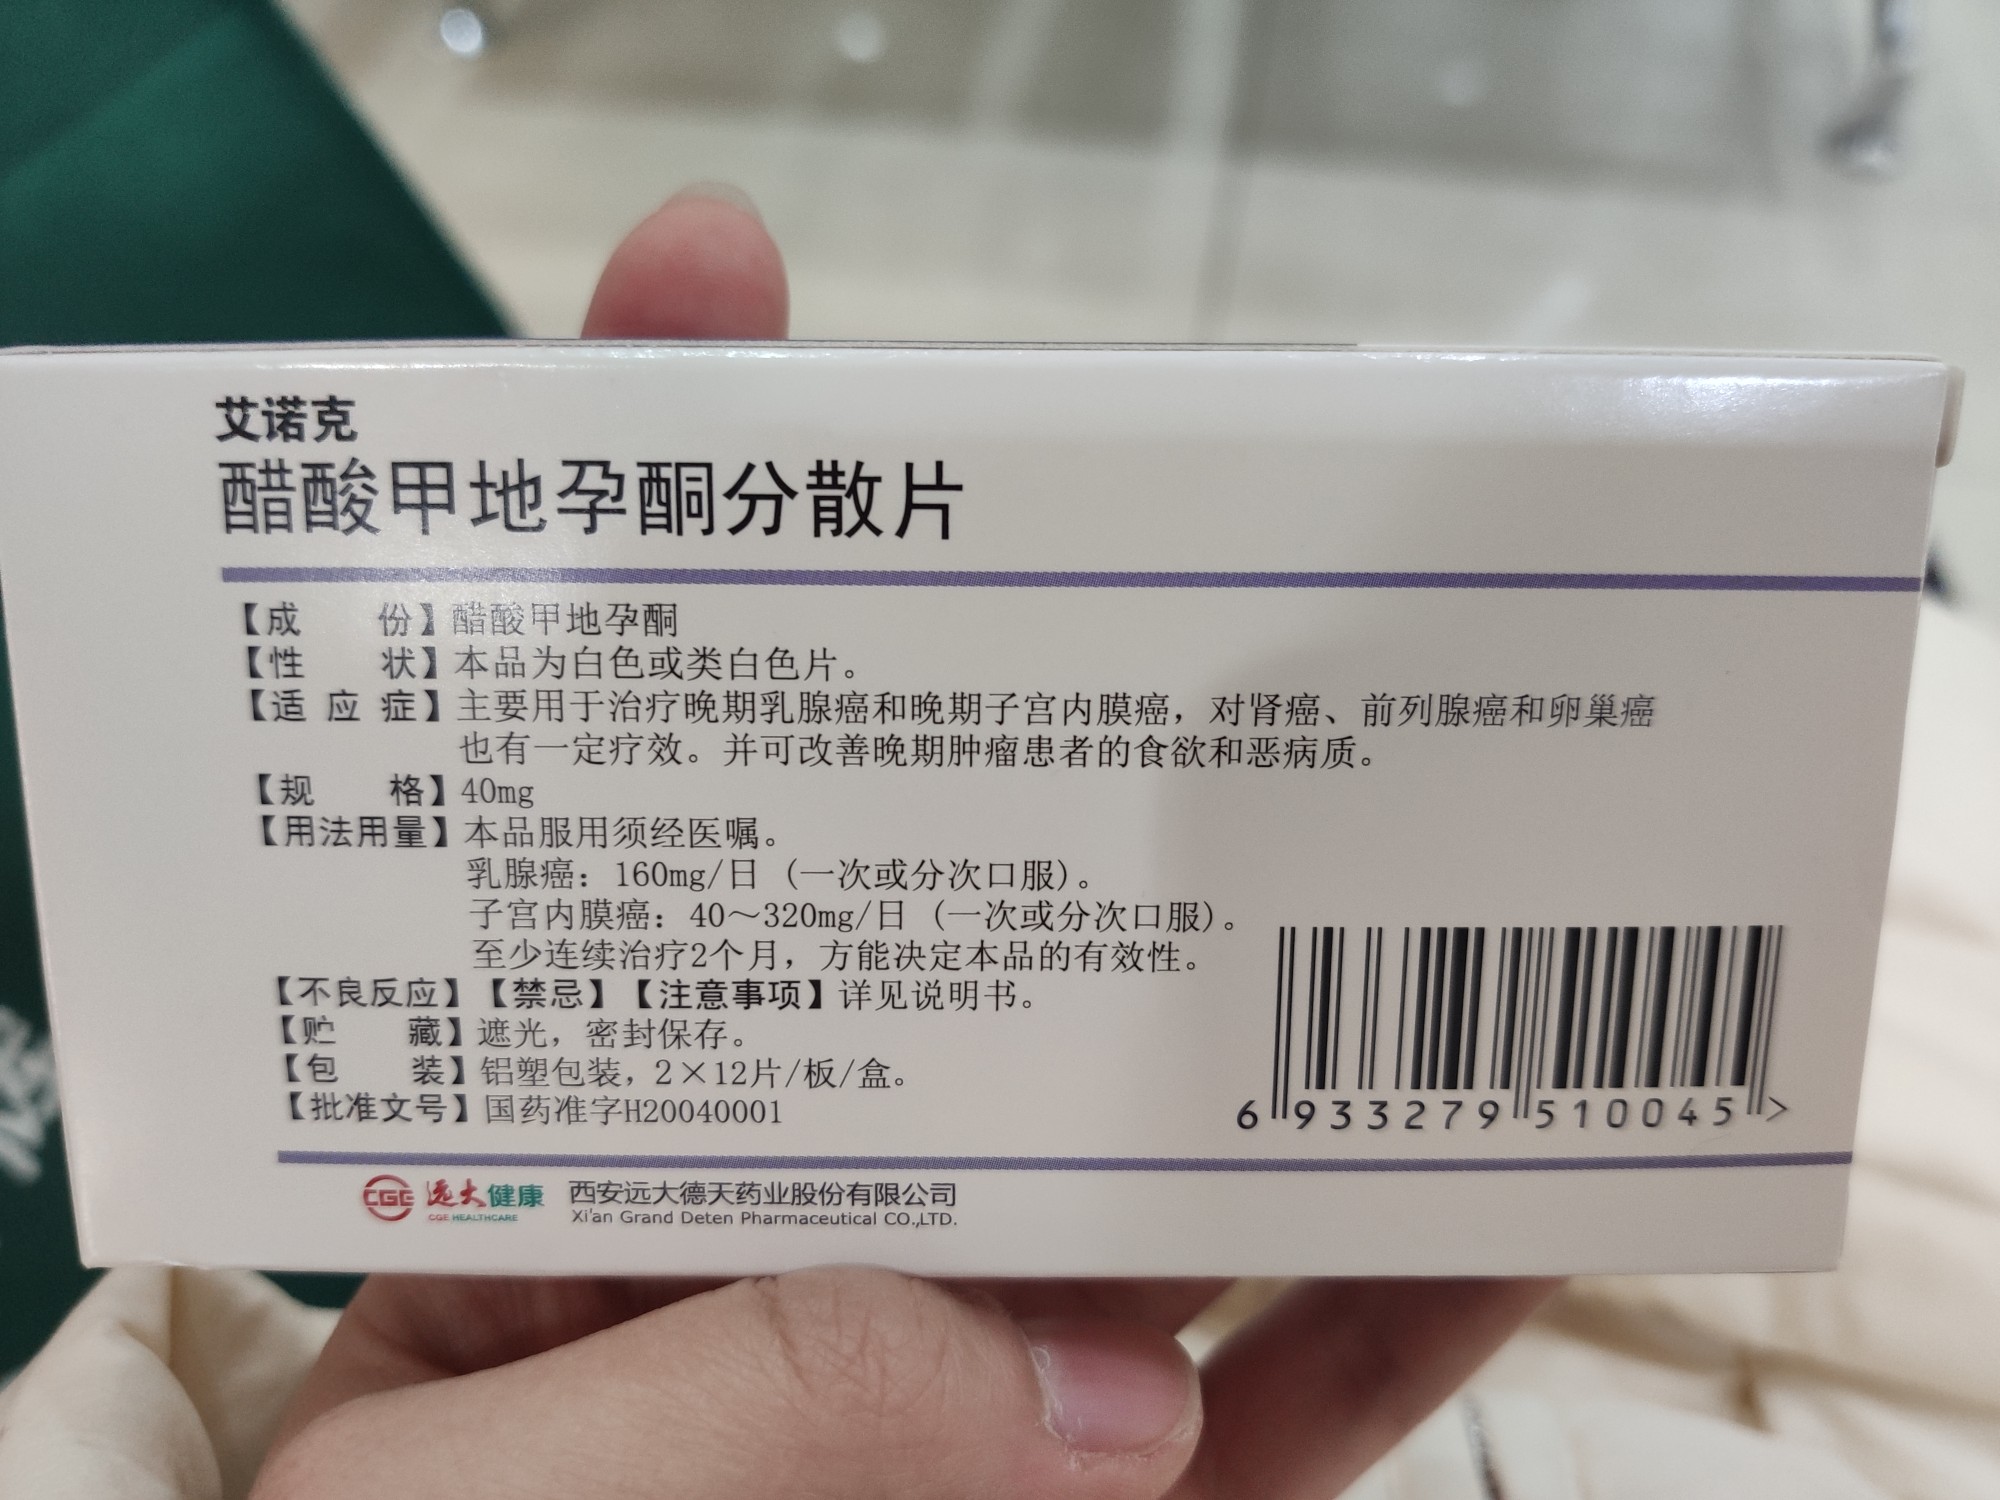 艾诺克
醋酸甲地孕酮分散片
【成 份】醋酸甲地孕酮
【性 状】本品为白色或类白色片。
【适 应 症】主要用于治疗晚期乳腺癌和晚期子宫内膜癌，对肾癌、前列腺癌和卵巢癌
也有一定疗效。并可改善晚期肿瘤患者的食欲和恶病质。
【规 格】40mg
【用法用量】本品服用须经医嘱。
乳腺癌：160mg/日（一次或分次口服）。
子宫内膜癌：40～320mg/日（一次或分次口服）。
至少连续治疗2个月，方能决定本品的有效性。
【不良反应】【禁忌】【注意事项】详见说明书。
【贮 藏】遮光，密封保存。
【包 装】铝塑包装，2×12片/板/盒。
【批准文号】国药准字H20040001
6 933279 510045 >
CGE 远大健康 西安远大德天药业股份有限公司
CGE HEALTHCARE Xi'an Grand Deten Pharmaceutical CO.,LTD.